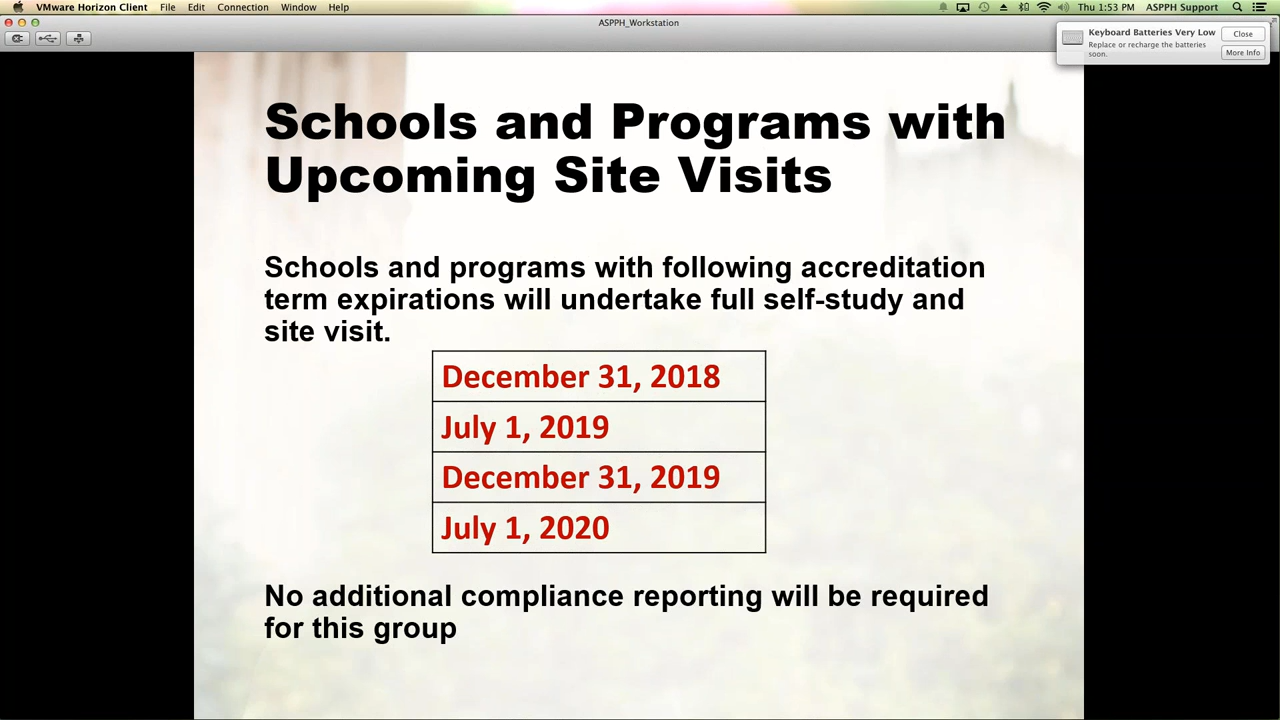 VMware Horizon Client File Edit Connection Window Help Thu 1:53 PM ASPPH Support
ASPPH_Workstation
Keyboard Batteries Very Low
Replace or recharge the batteries
soon.
Close
More Info
Schools and Programs with
Upcoming Site Visits
Schools and programs with following accreditation
term expirations will undertake full self-study and
site visit.
December 31, 2018
July 1, 2019
December 31, 2019
July 1, 2020
No additional compliance reporting will be required
for this group